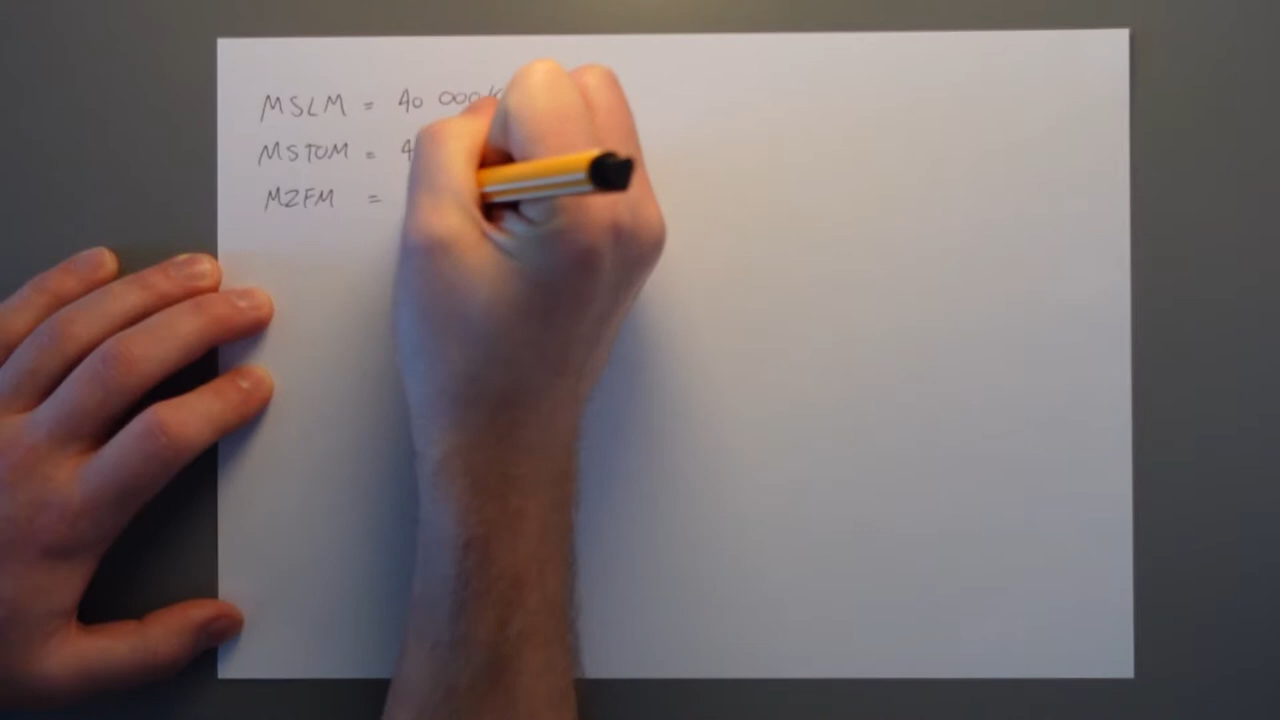 MSLM = 40 000
MSTOM = 4
MZFM =